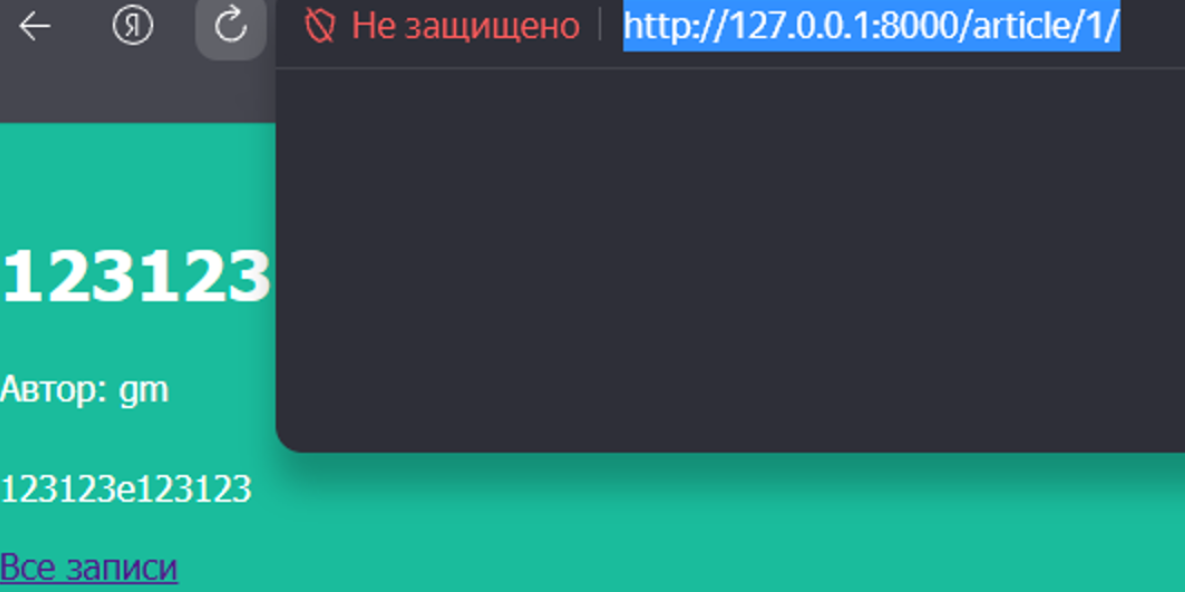 Я Не защищено http://127.0.0.1:8000/article/1/
123123
Автор: gm
123123e123123
Все записи